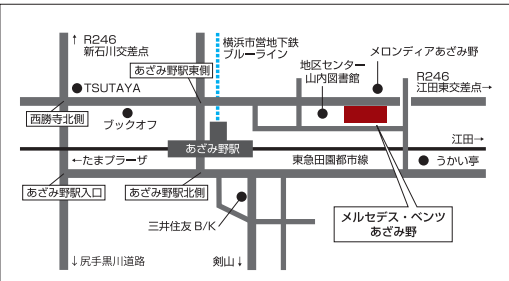 ↑ R246
新石川交差点
横浜市営地下鉄
ブルーライン
メロンディアあざみ野
地区センター
山内図書館
あざみ野駅東側
R246
江田東交差点→
TSUTAYA
西勝寺北側
ブックオフ
江田→
あざみ野駅
←たまプラーザ
東急田園都市線
うかい亭
あざみ野駅入口
あざみ野駅北側
メルセデス・ベンツ
あざみ野
三井住友 B/K
↓尻手黒川道路
剣山↓